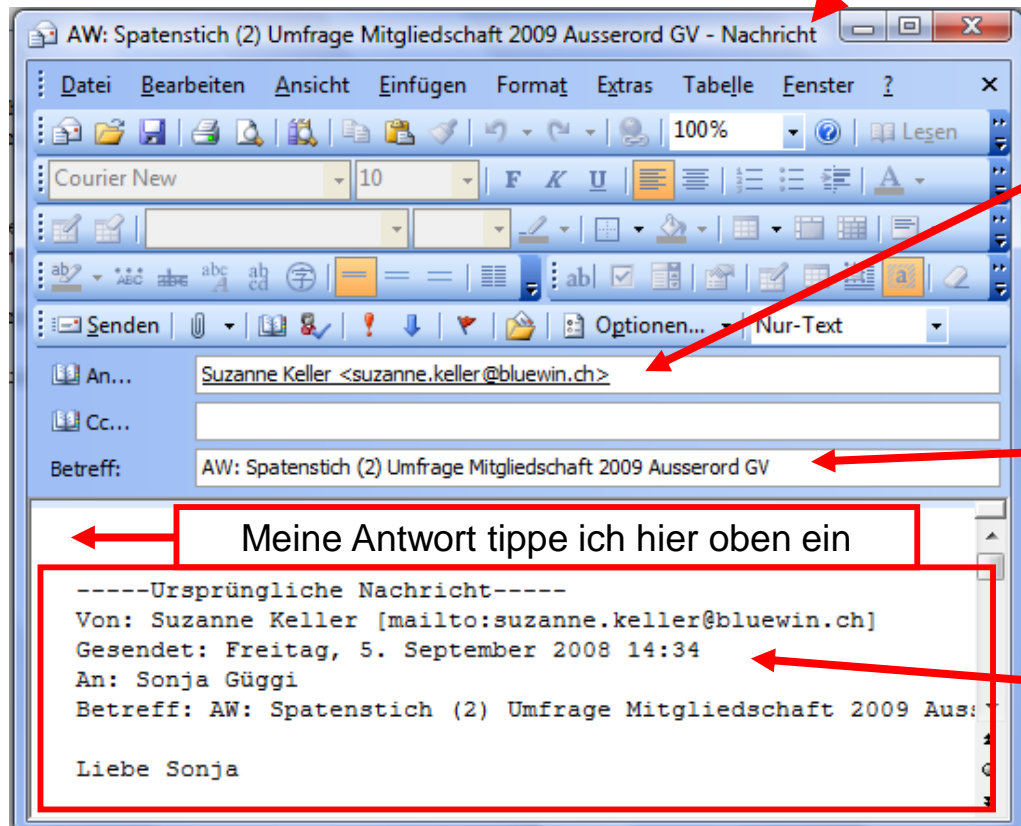 AW: Spatenstich (2) Umfrage Mitgliedschaft 2009 Ausserord GV - Nachricht
Datei Bearbeiten Ansicht Einfügen Format Extras Tabelle Fenster ?
100% Lesen
Courier New 10 F K U A
Senden Optionen... Nur-Text
An... Suzanne Keller <suzanne.keller@bluewin.ch>
Cc...
Betreff: AW: Spatenstich (2) Umfrage Mitgliedschaft 2009 Ausserord GV
Meine Antwort tippe ich hier oben ein
-----Ursprüngliche Nachricht-----
Von: Suzanne Keller [mailto:suzanne.keller@bluewin.ch]
Gesendet: Freitag, 5. September 2008 14:34
An: Sonja Güggi
Betreff: AW: Spatenstich (2) Umfrage Mitgliedschaft 2009 Auss
Liebe Sonja